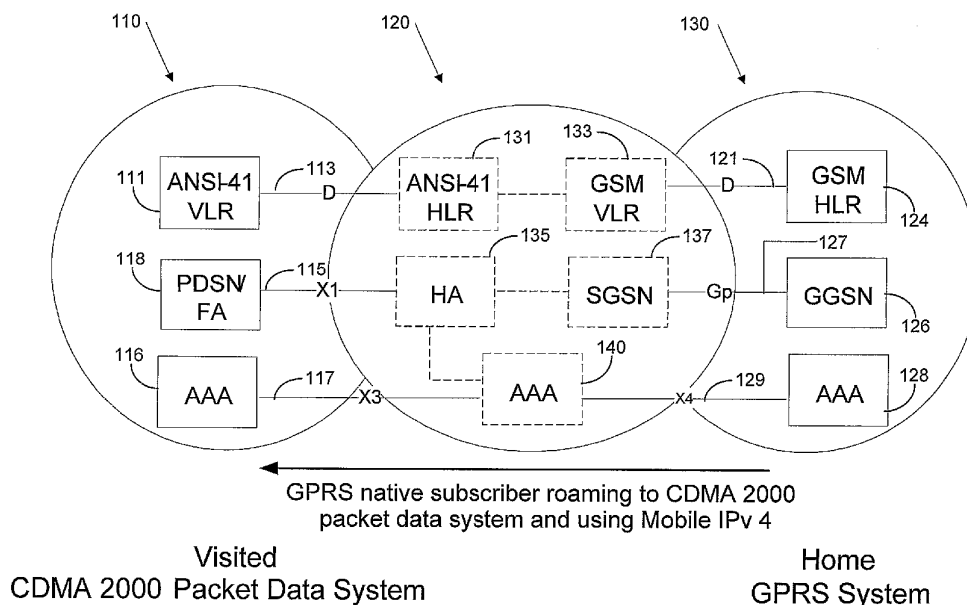 110
120
130
131
133
111
ANSI-41
VLR
113
D
ANSI-41
HLR
GSM
VLR
121
D
GSM
HLR
124
118
PDSN/
FA
115
X1
135
HA
137
SGSN
Gp
127
GGSN
126
116
AAA
117
X3
140
AAA
X4
129
AAA
128
GPRS native subscriber roaming to CDMA 2000
packet data system and using Mobile IPv 4
Visited
CDMA 2000 Packet Data System
Home
GPRS System